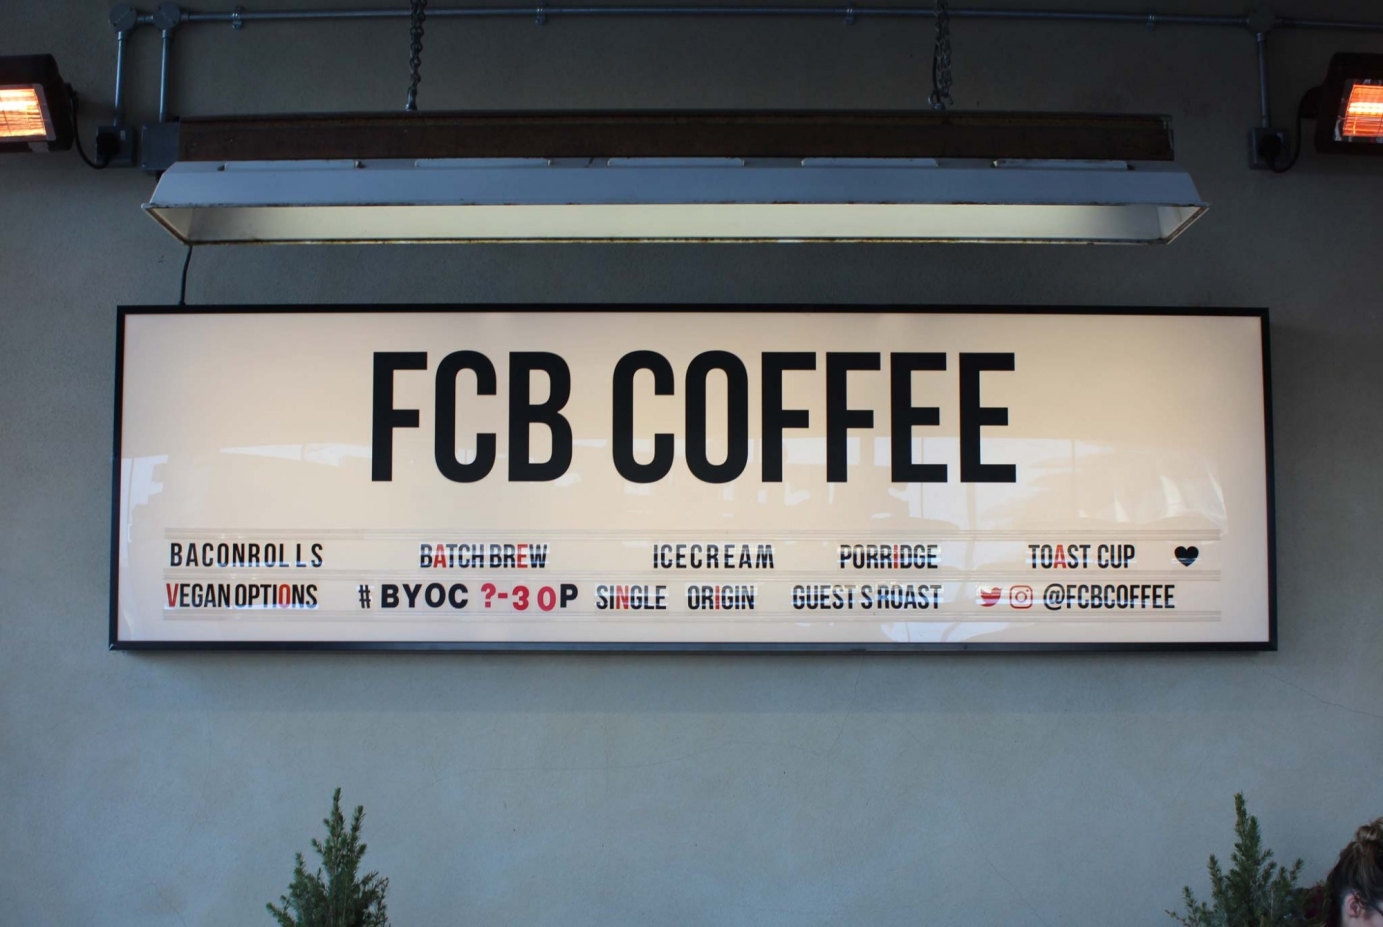 FCB COFFEE
BACONROLLS BATCH BREW ICECREAM PORRIDGE TOAST CUP ♥
VEGAN OPTIONS # BYOC ?-30P SINGLE ORIGIN GUEST S ROAST @FCBCOFFEE